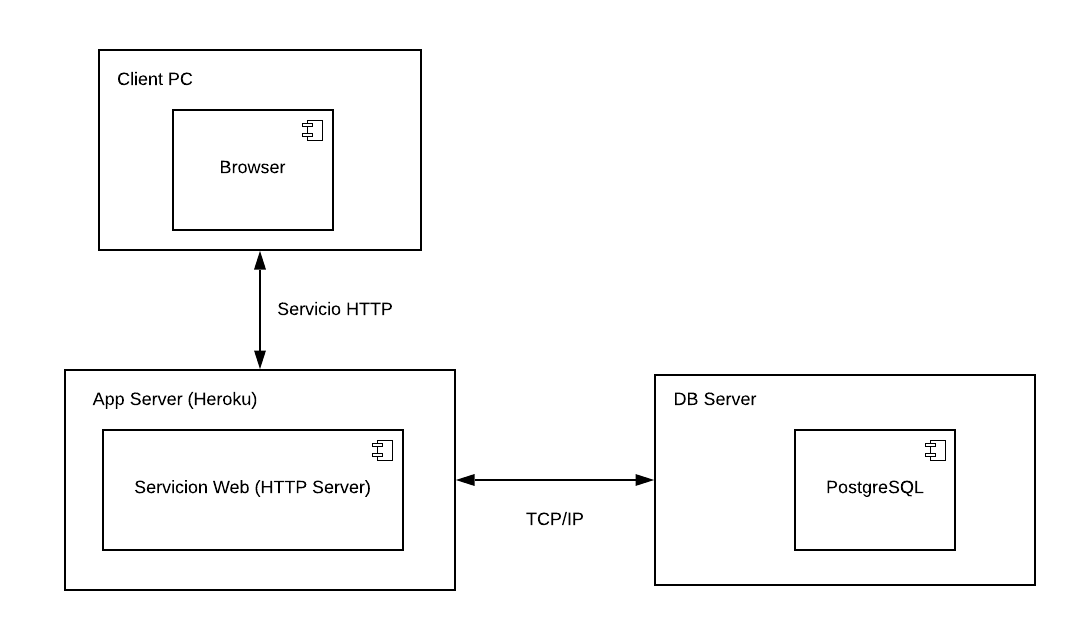 Client PC
Browser
Servicio HTTP
App Server (Heroku)
Servicion Web (HTTP Server)
TCP/IP
DB Server
PostgreSQL